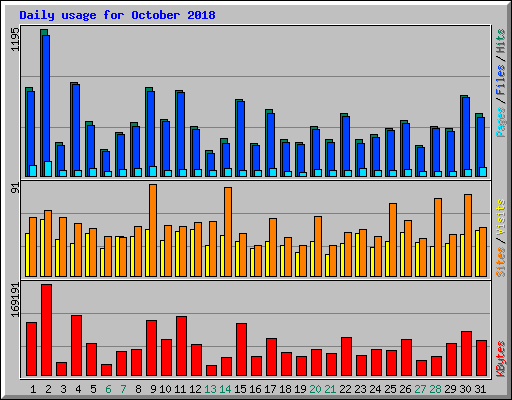 Daily usage for October 2018
1195
Pages/Files/Hits
91
Sites/Visits
169191
KBytes
1 2 3 4 5 6 7 8 9 10 11 12 13 14 15 16 17 18 19 20 21 22 23 24 25 26 27 28 29 30 31